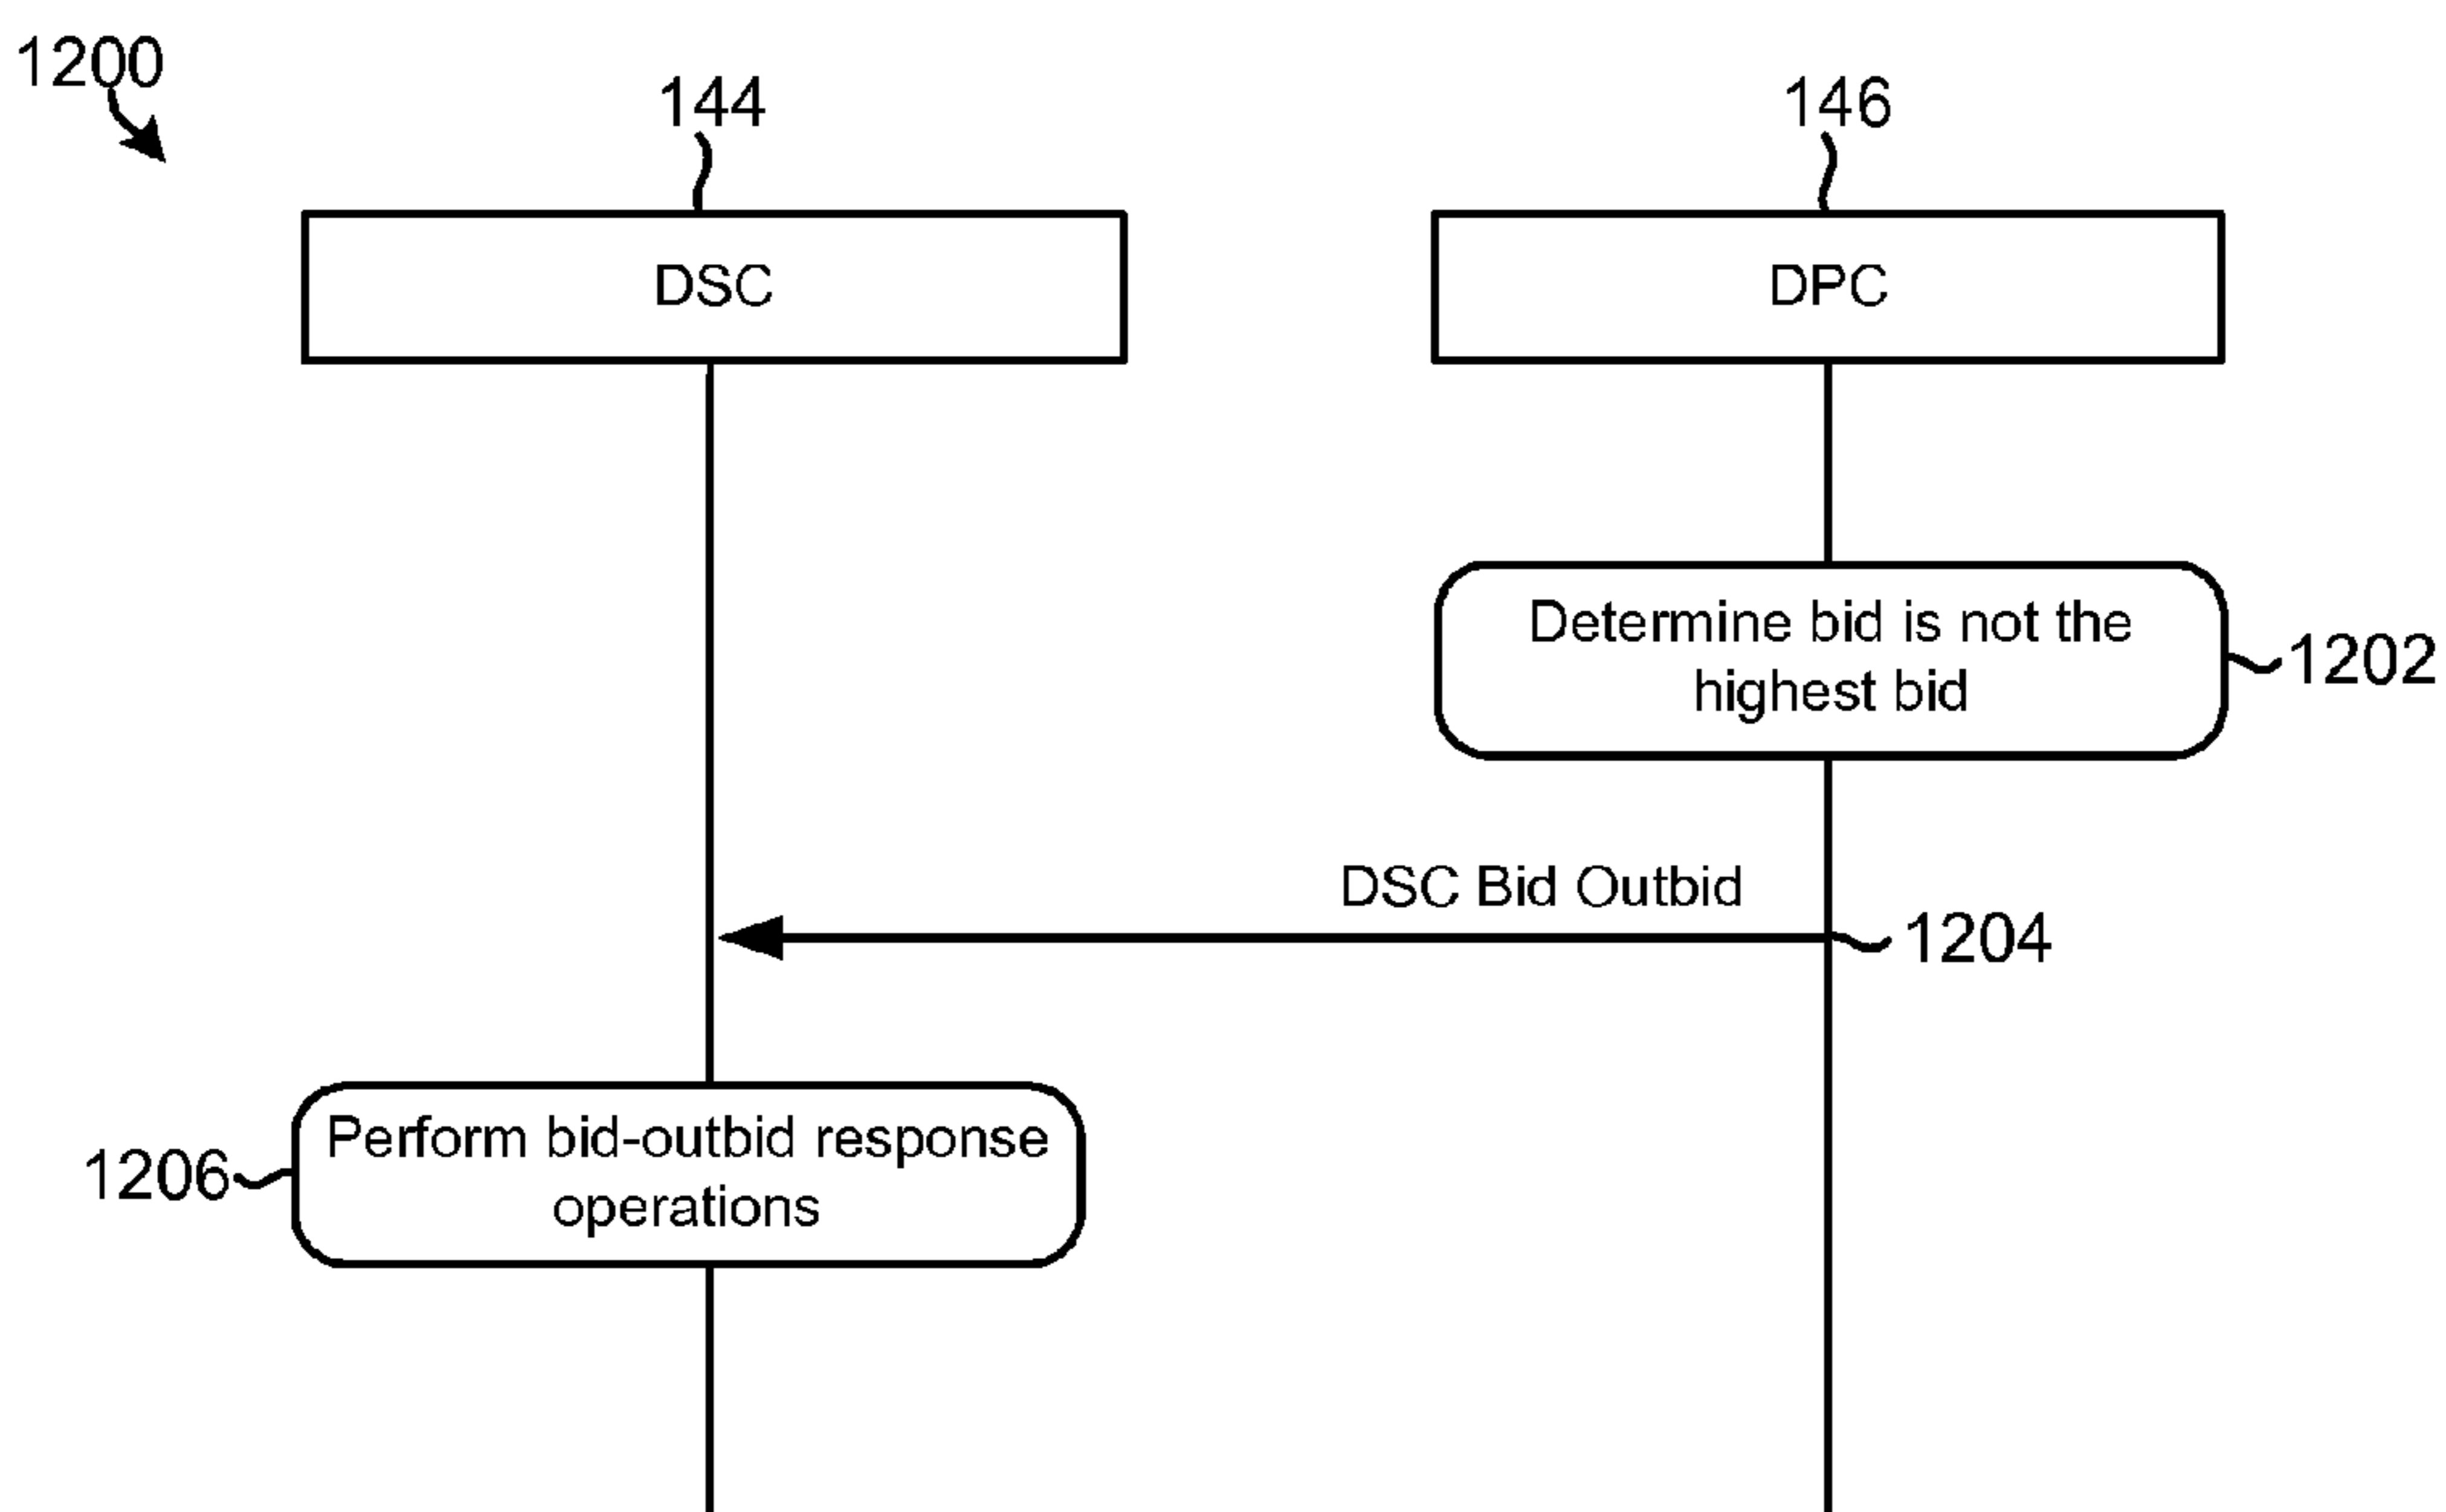 1200
144
146
DSC
DPC
Determine bid is not the
highest bid
1202
DSC Bid Outbid
1204
Perform bid-outbid response
operations
1206